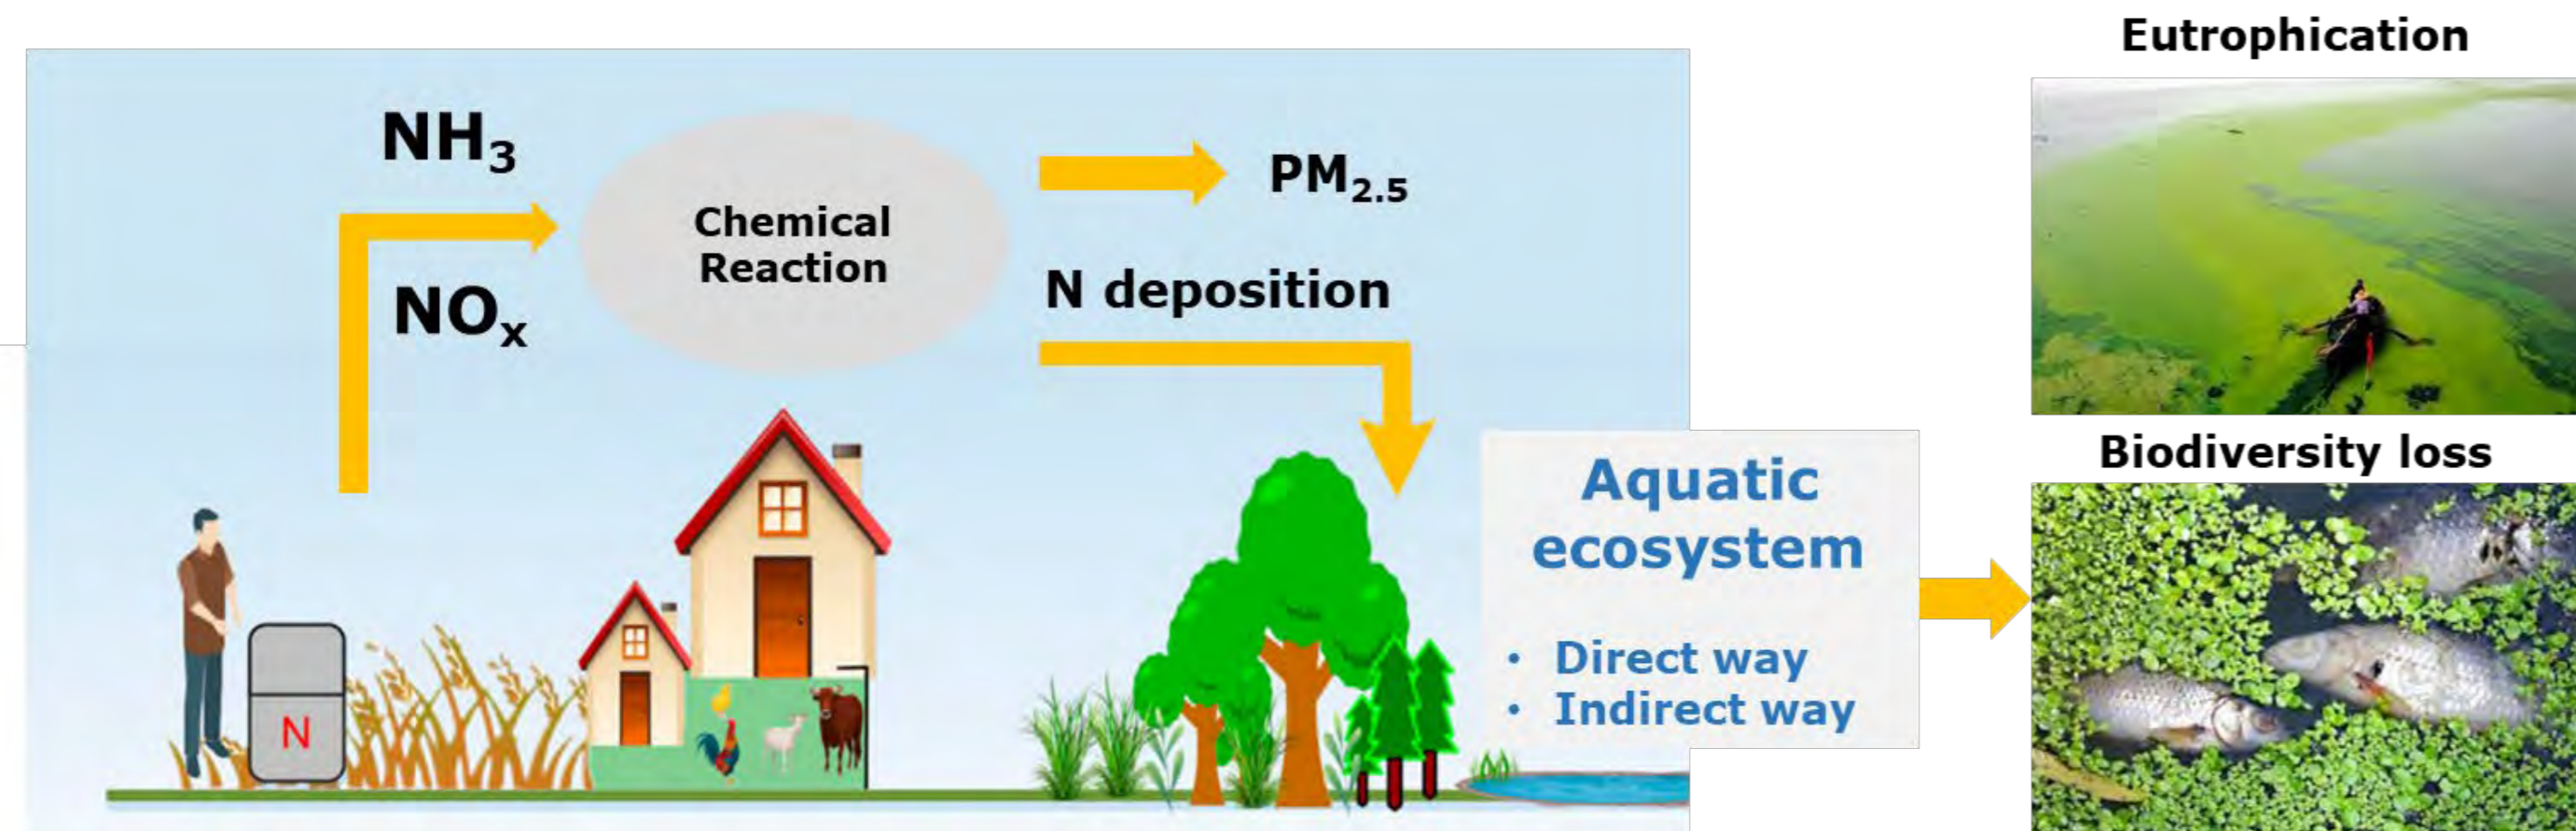 Eutrophication
NH₃
NOₓ
Chemical
Reaction
PM₂.₅
N deposition
Biodiversity loss
Aquatic
ecosystem
• Direct way
• Indirect way
N